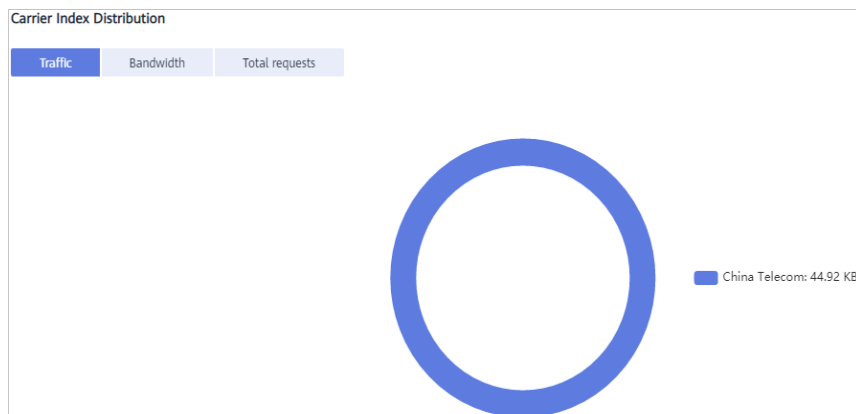 Carrier Index Distribution
Traffic Bandwidth Total requests
China Telecom: 44.92 KB